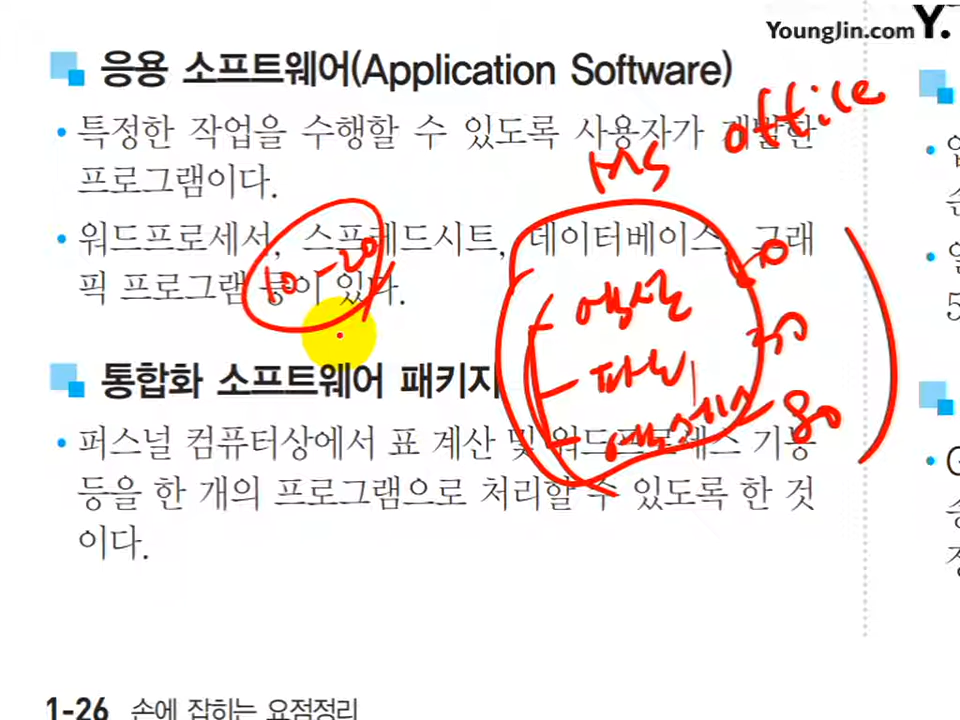 YoungJin.com Y.
응용 소프트웨어(Application Software)
• 특정한 작업을 수행할 수 있도록 사용자가 개발한
프로그램이다.
• 워드프로세서, 스프레드시트, 데이터베이스, 그래
픽 프로그램 등이 있다.
MS office
10-20
엑셀
파워
액세스
80
통합화 소프트웨어 패키지
• 퍼스널 컴퓨터상에서 표 계산 및 워드프로세스 기능
등을 한 개의 프로그램으로 처리할 수 있도록 한 것
이다.
1-26 손에 잡히는 요점정리